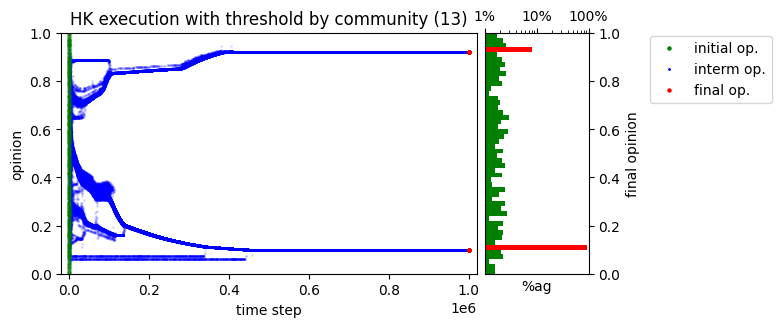 HK execution with threshold by community (13)
1% 10% 100%
initial op.
interm op.
final op.
1.0
0.8
0.6
0.4
0.2
0.0
opinion
0.0 0.2 0.4 0.6 0.8 1.0
1e6
time step
%ag
1.0
0.8
0.6
0.4
0.2
0.0
final opinion